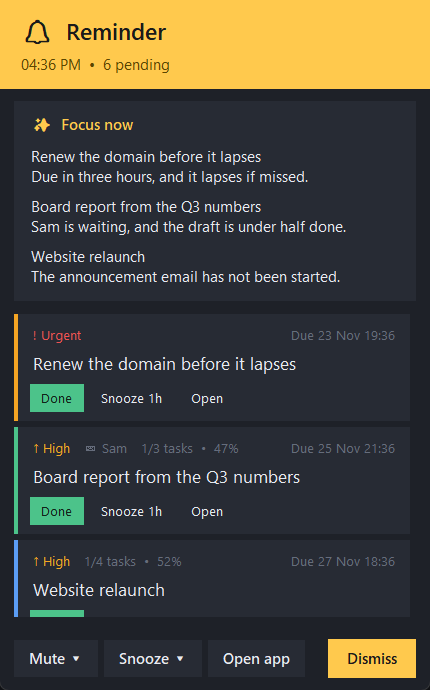 Reminder
04:36 PM • 6 pending
Focus now
Renew the domain before it lapses
Due in three hours, and it lapses if missed.
Board report from the Q3 numbers
Sam is waiting, and the draft is under half done.
Website relaunch
The announcement email has not been started.
! Urgent Due 23 Nov 19:36
Renew the domain before it lapses
Done Snooze 1h Open
↑ High Sam 1/3 tasks • 47% Due 25 Nov 21:36
Board report from the Q3 numbers
Done Snooze 1h Open
↑ High 1/4 tasks • 52% Due 27 Nov 18:36
Website relaunch
Mute ▾ Snooze ▾ Open app Dismiss